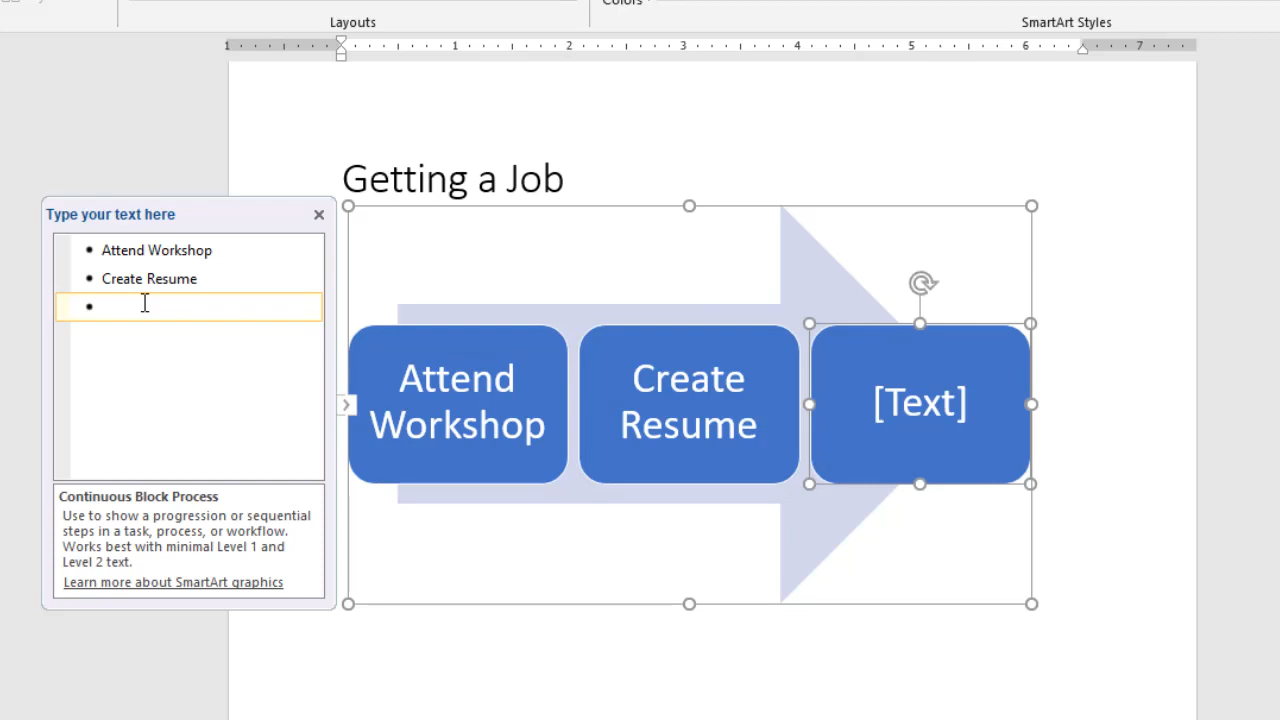 Colors
Layouts
SmartArt Styles
1 1 2 3 4 5 6 7
Getting a Job
Type your text here
Attend Workshop
Create Resume
Attend
Workshop
Create
Resume
[Text]
Continuous Block Process
Use to show a progression or sequential
steps in a task, process, or workflow.
Works best with minimal Level 1 and
Level 2 text.
Learn more about SmartArt graphics